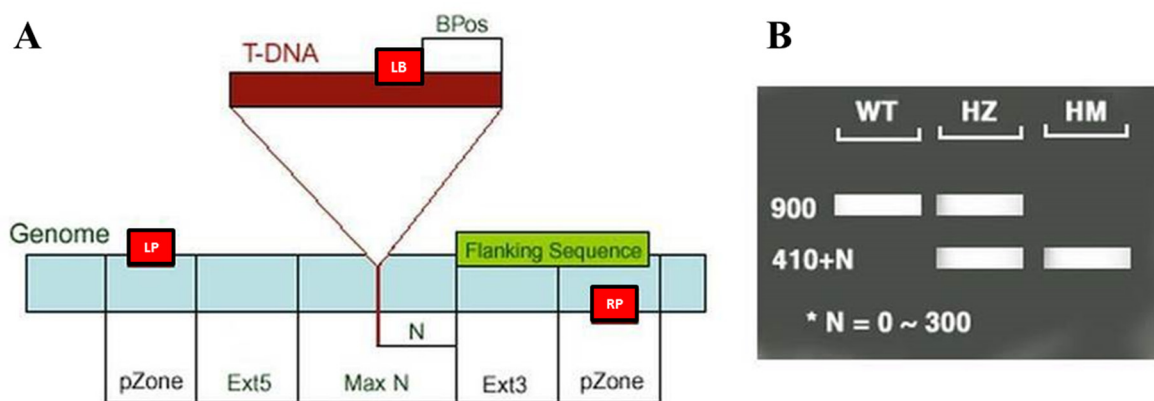 A
T-DNA
BPos
LB
Genome
LP
Flanking Sequence
RP
N
pZone
Ext5
Max N
Ext3
pZone
B
WT HZ HM
900
410+N
* N = 0 ~ 300